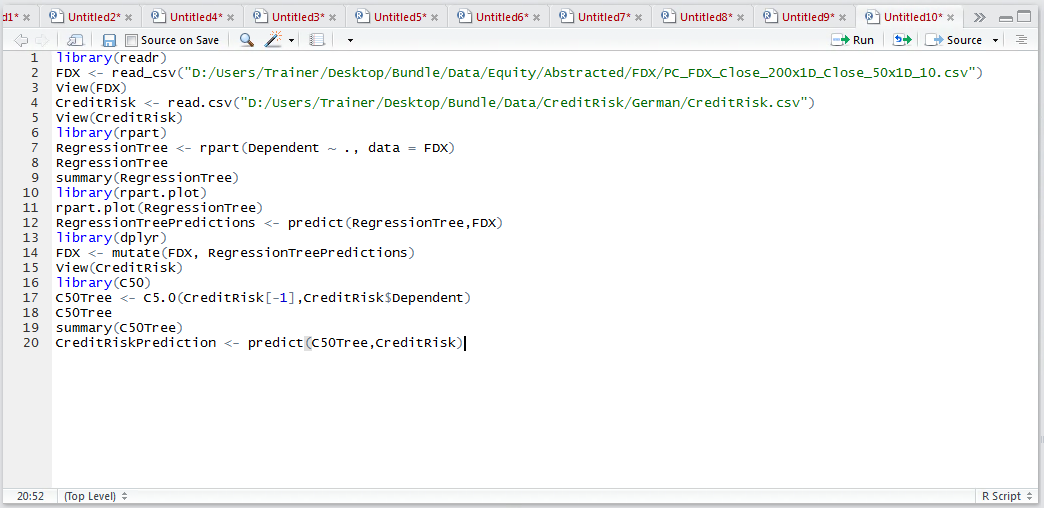 d1* Untitled2* Untitled4* Untitled3* Untitled5* Untitled6* Untitled7* Untitled8* Untitled9* Untitled10*
Source on Save Run Source
1 library(readr)
2 FDX <- read_csv("D:/Users/Trainer/Desktop/Bundle/Data/Equity/Abstracted/FDX/PC_FDX_Close_200x1D_Close_50x1D_10.csv")
3 View(FDX)
4 CreditRisk <- read.csv("D:/Users/Trainer/Desktop/Bundle/Data/CreditRisk/German/CreditRisk.csv")
5 View(CreditRisk)
6 library(rpart)
7 RegressionTree <- rpart(Dependent ~ ., data = FDX)
8 RegressionTree
9 summary(RegressionTree)
10 library(rpart.plot)
11 rpart.plot(RegressionTree)
12 RegressionTreePredictions <- predict(RegressionTree,FDX)
13 library(dplyr)
14 FDX <- mutate(FDX, RegressionTreePredictions)
15 View(CreditRisk)
16 library(C50)
17 C50Tree <- C5.0(CreditRisk[-1],CreditRisk$Dependent)
18 C50Tree
19 summary(C50Tree)
20 CreditRiskPrediction <- predict(C50Tree,CreditRisk)
20:52 (Top Level) R Script